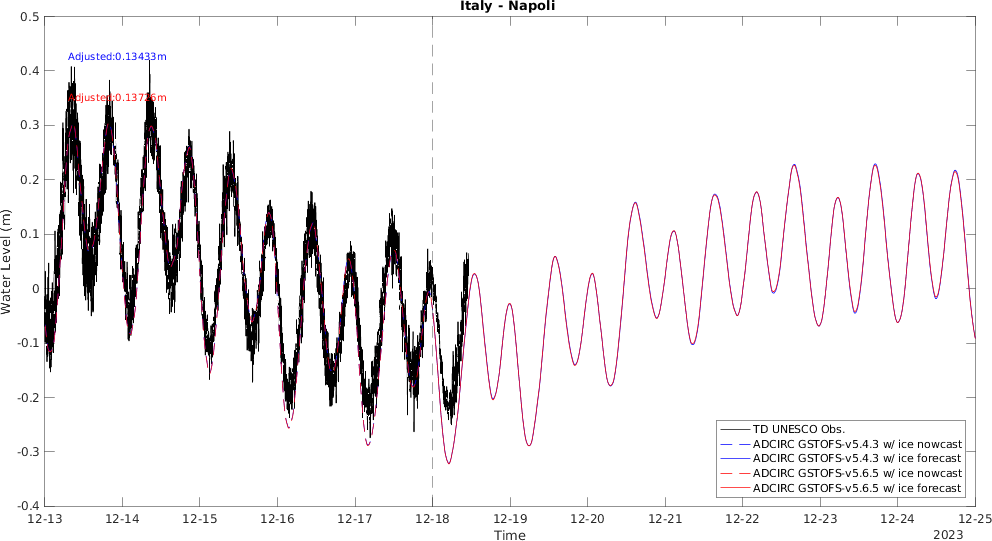 Italy - Napoli
Adjusted:0.13433m
Adjusted:0.13726m
Water Level (m)
0.5
0.4
0.3
0.2
0.1
0
-0.1
-0.2
-0.3
-0.4
TD UNESCO Obs.
ADCIRC GSTOFS-v5.4.3 w/ ice nowcast
ADCIRC GSTOFS-v5.4.3 w/ ice forecast
ADCIRC GSTOFS-v5.6.5 w/ ice nowcast
ADCIRC GSTOFS-v5.6.5 w/ ice forecast
12-13 12-14 12-15 12-16 12-17 12-18 12-19 12-20 12-21 12-22 12-23 12-24 12-25
Time
2023